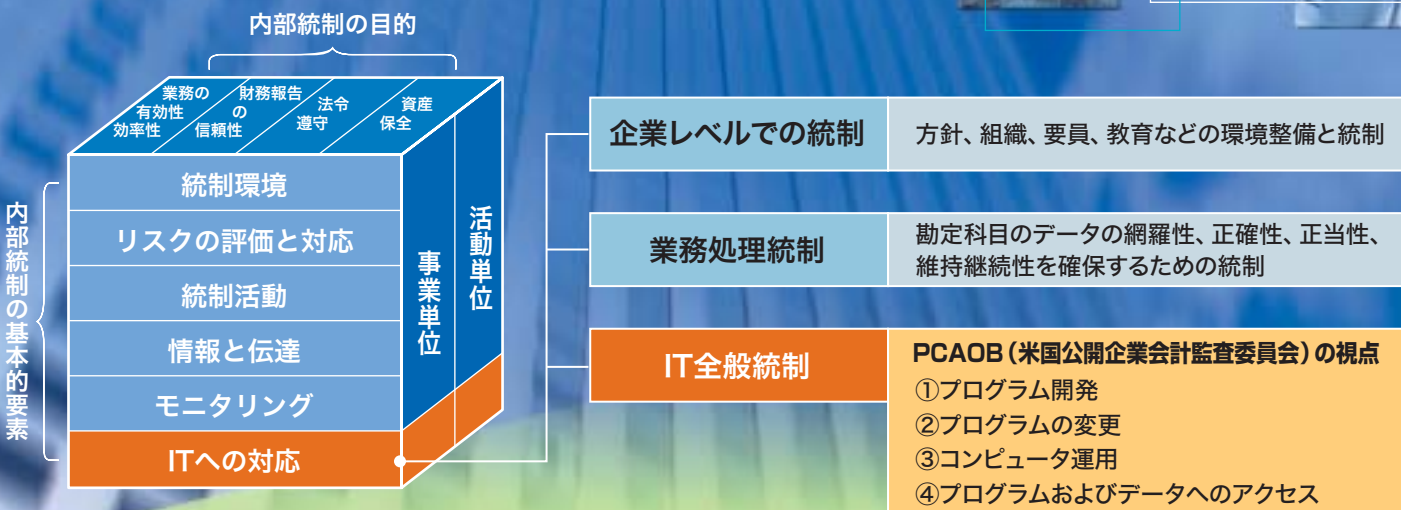 内部統制の目的
業務の
有効性
効率性
財務報告
の
信頼性
法令
遵守
資産
保全
内部統制の基本的要素
統制環境
リスクの評価と対応
統制活動
情報と伝達
モニタリング
ITへの対応
事業単位
活動単位
企業レベルでの統制
方針、組織、要員、教育などの環境整備と統制
業務処理統制
勘定科目のデータの網羅性、正確性、正当性、
維持継続性を確保するための統制
IT全般統制
PCAOB(米国公開企業会計監査委員会)の視点
①プログラム開発
②プログラムの変更
③コンピュータ運用
④プログラムおよびデータへのアクセス